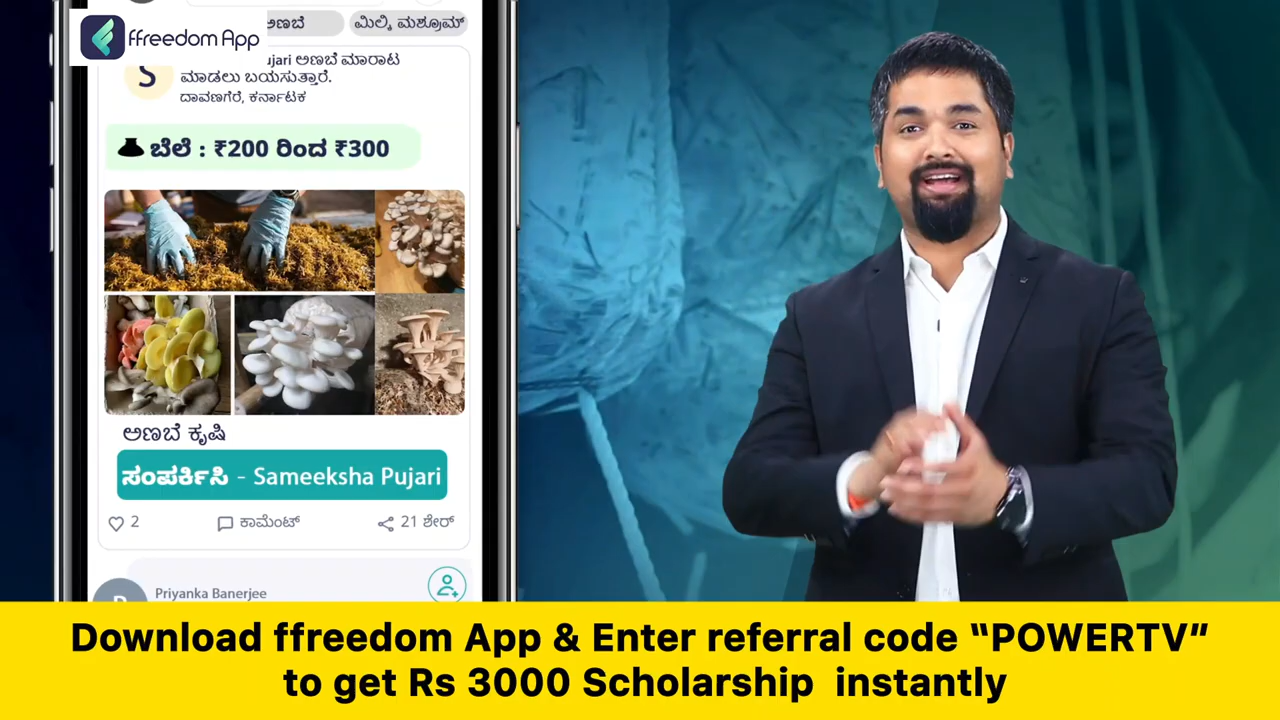 ffreedom App
ಅಣಬೆ
ಮಿಲ್ಕಿ ಮಶ್ರೂಮ್
S
ujari ಅಣಬೆ ಮಾರಾಟ
ಮಾಡಲು ಬಯಸುತ್ತಾರೆ.
ದಾವಣಗೆರೆ, ಕರ್ನಾಟಕ
ಬೆಲೆ : ₹200 ರಿಂದ ₹300
ಅಣಬೆ ಕೃಷಿ
ಸಂಪರ್ಕಿಸಿ - Sameeksha Pujari
2
ಕಾಮೆಂಟ್
21 ಶೇರ್
Priyanka Banerjee
Download ffreedom App & Enter referral code “POWERTV”
to get Rs 3000 Scholarship instantly